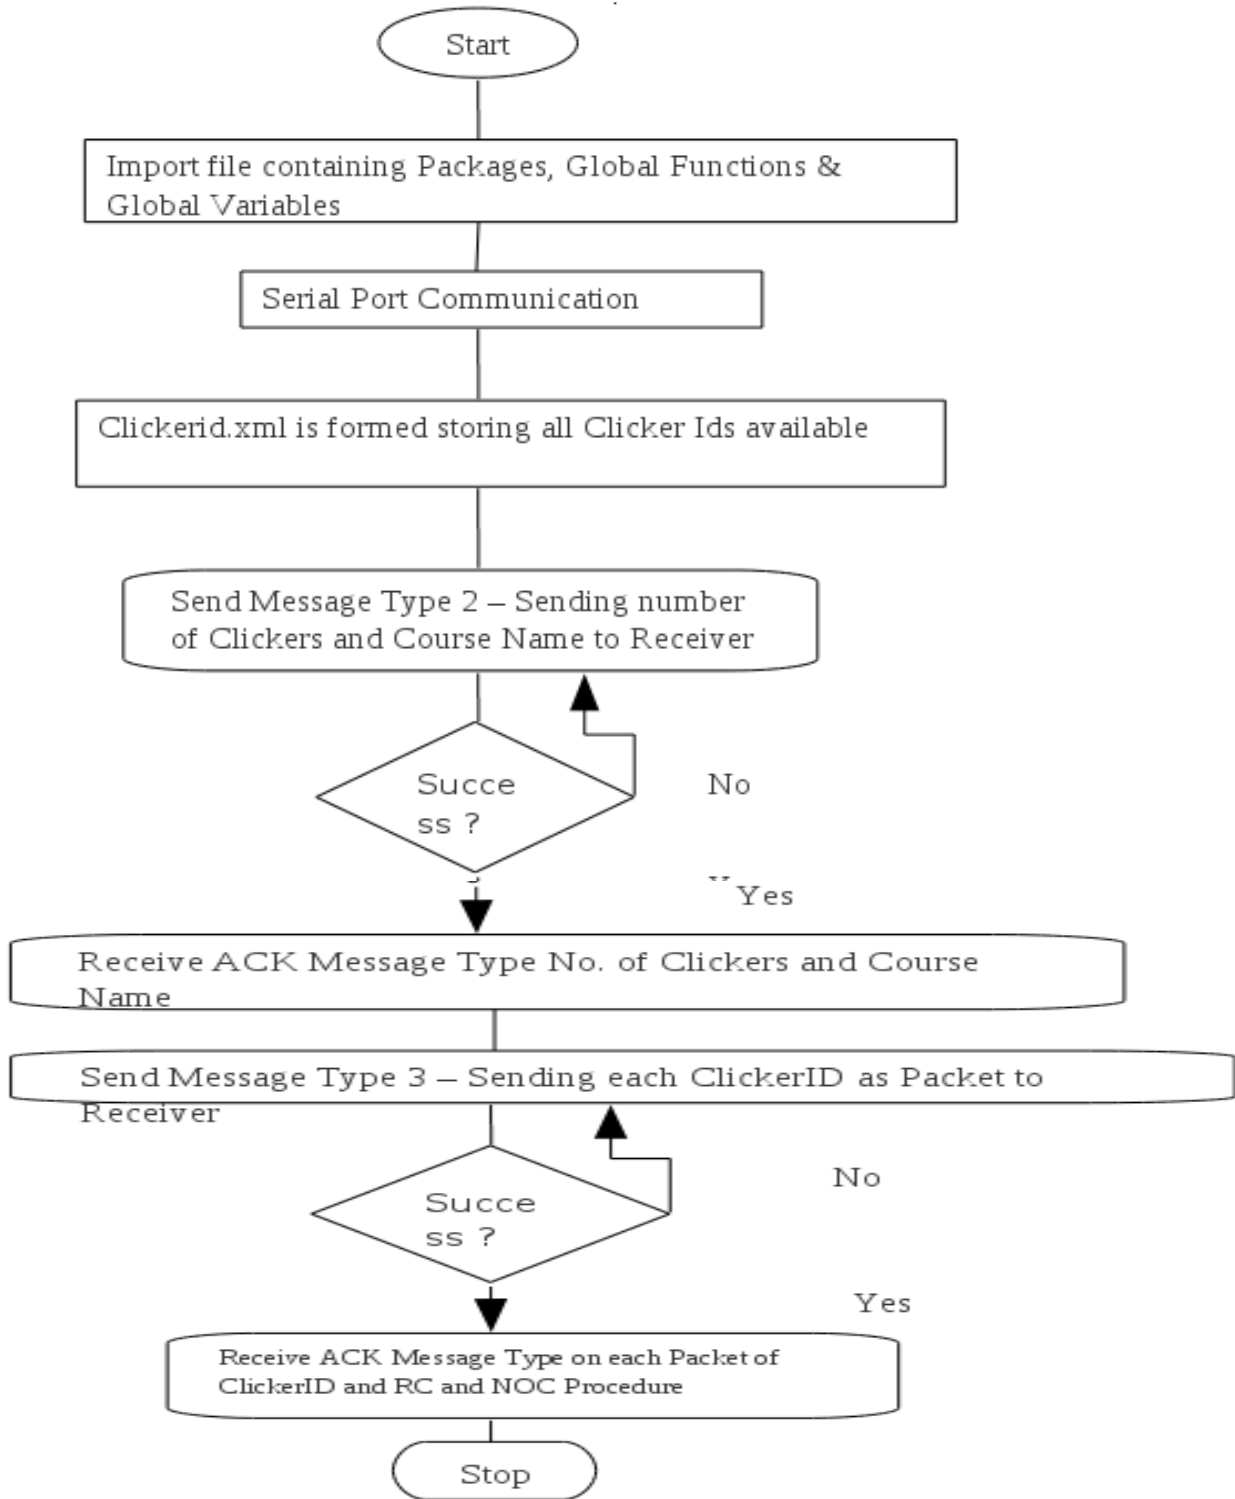 Start
Import file containing Packages, Global Functions &
Global Variables
Serial Port Communication
Clickerid.xml is formed storing all Clicker Ids available
Send Message Type 2 – Sending number
of Clickers and Course Name to Receiver
Succe
ss ?
No
Yes
Receive ACK Message Type No. of Clickers and Course
Name
Send Message Type 3 – Sending each ClickerID as Packet to
Receiver
Succe
ss ?
No
Yes
Receive ACK Message Type on each Packet of
ClickerID and RC and NOC Procedure
Stop